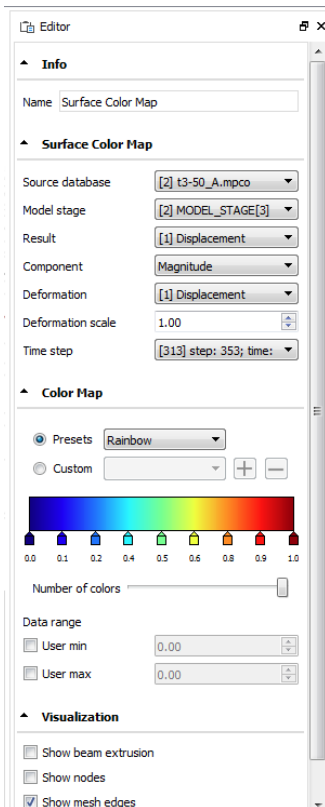 Editor
Info
Name Surface Color Map
Surface Color Map
Source database [2] t3-50_A.mpco
Model stage [2] MODEL_STAGE[3]
Result [1] Displacement
Component Magnitude
Deformation [1] Displacement
Deformation scale 1.00
Time step [313] step: 353; time:
Color Map
Presets Rainbow
Custom
0.0 0.1 0.2 0.4 0.5 0.6 0.8 0.9 1.0
Number of colors
Data range
User min 0.00
User max 0.00
Visualization
Show beam extrusion
Show nodes
Show mesh edges